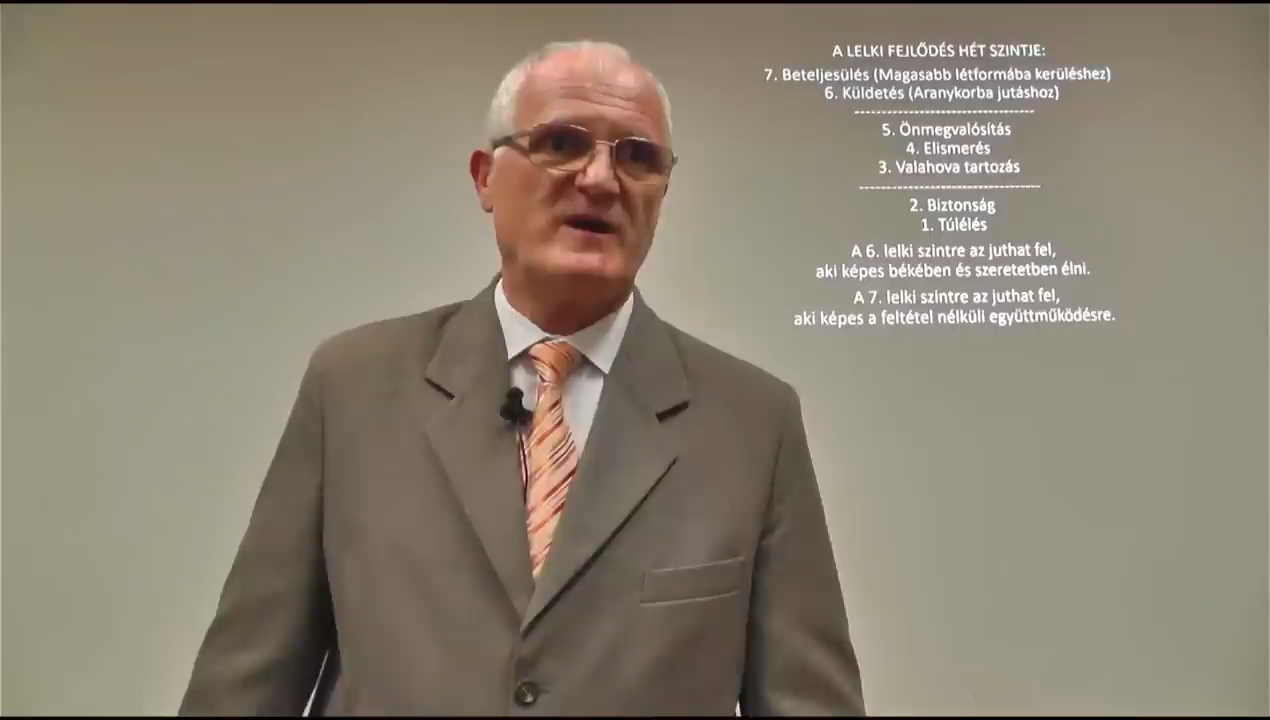 A LELKI FEJLŐDÉS HÉT SZINTJE:
7. Beteljesülés (Magasabb létformába kerüléshez)
6. Küldetés (Aranykorba jutáshoz)
-----------------------------------
5. Önmegvalósítás
4. Elismerés
3. Valahova tartozás
-----------------------------------
2. Biztonság
1. Túlélés
A 6. lelki szintre az juthat fel,
aki képes békében és szeretetben élni.
A 7. lelki szintre az juthat fel,
aki képes a feltétel nélküli együttműködésre.